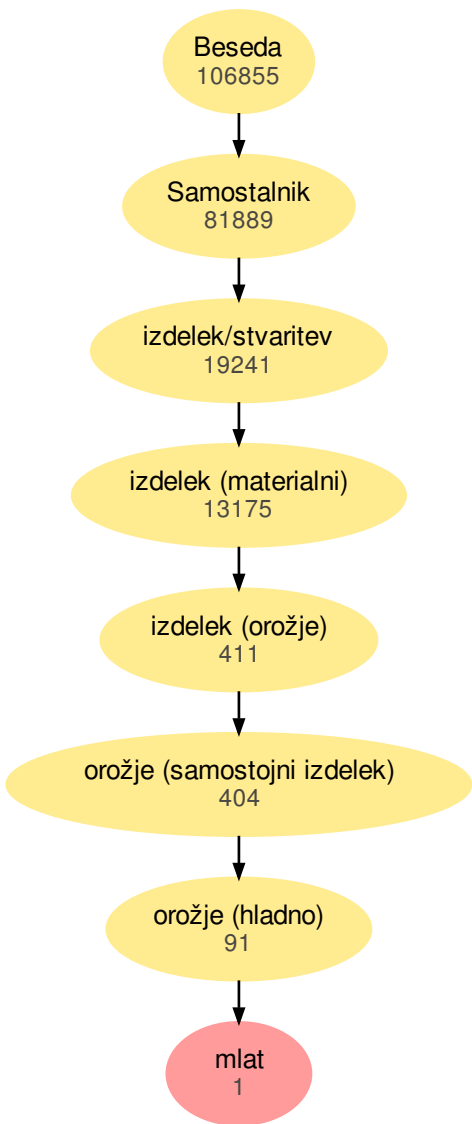 Beseda
106855
Samostalnik
81889
izdelek/stvaritev
19241
izdelek (materialni)
13175
izdelek (orožje)
411
orožje (samostojni izdelek)
404
orožje (hladno)
91
mlat
1